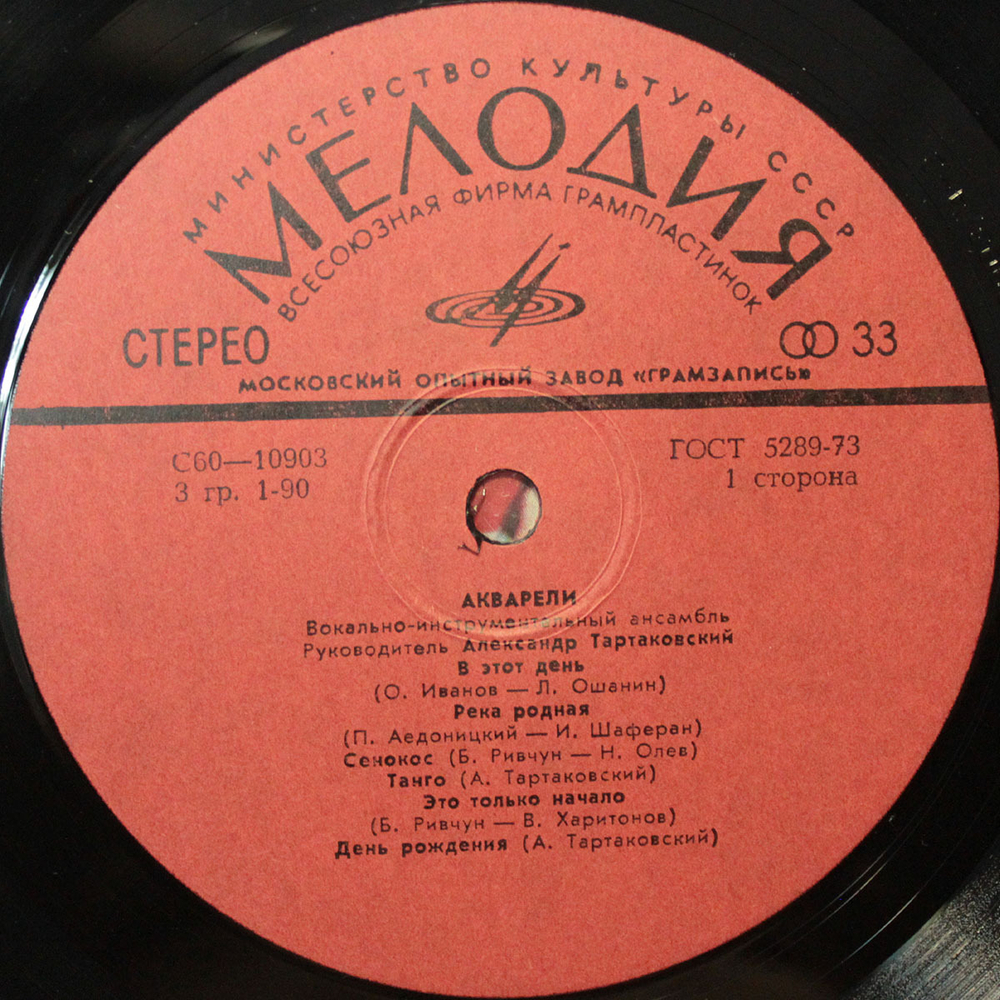 МИНИСТЕРСТВО КУЛЬТУРЫ СССР
МЕЛОДИЯ
ВСЕСОЮЗНАЯ ФИРМА ГРАМПЛАСТИНОК
СТЕРЕО
33
МОСКОВСКИЙ ОПЫТНЫЙ ЗАВОД «ГРАМЗАПИСЬ»
С60—10903
ГОСТ 5289-73
3 гр. 1-90
1 сторона
АКВАРЕЛИ
Вокально-инструментальный ансамбль
Руководитель Александр Тартаковский
В этот день
(О. Иванов — Л. Ошанин)
Река родная
(П. Аедоницкий — И. Шаферан)
Сенокос (Б. Ривчун — Н. Олев)
Танго (А. Тартаковский)
Это только начало
(Б. Ривчун — В. Харитонов)
День рождения (А. Тартаковский)